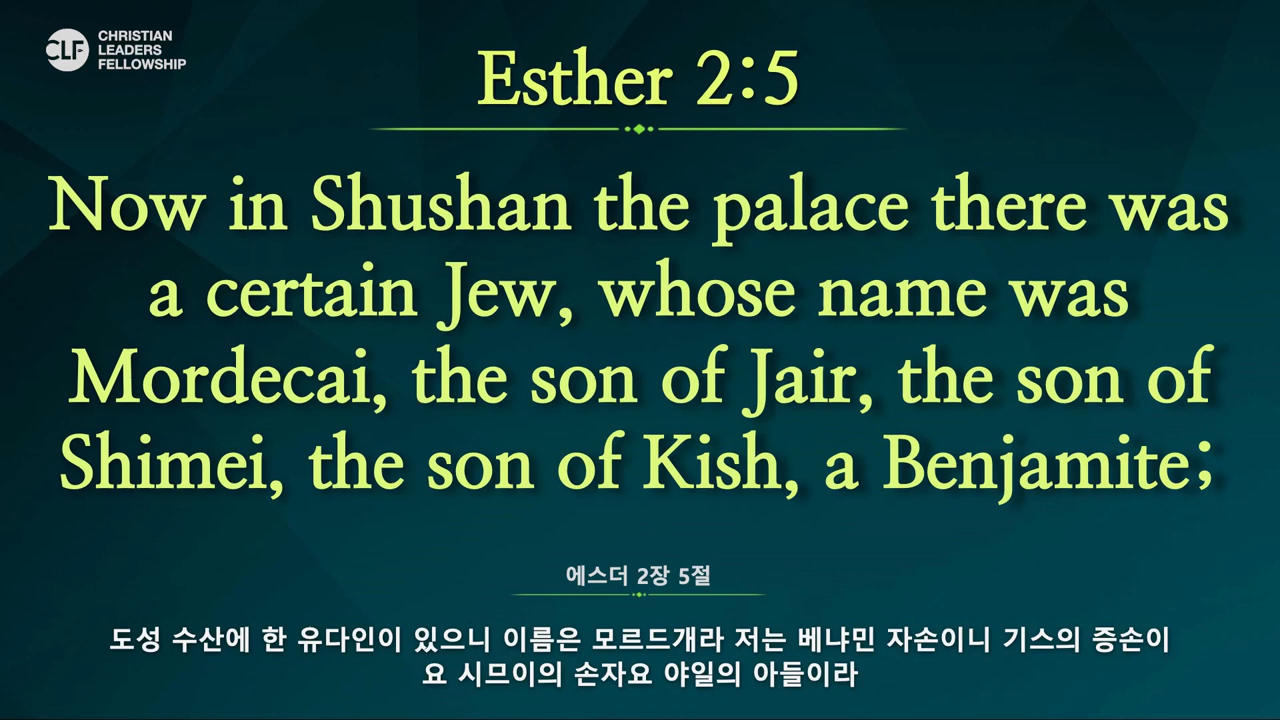 CLF CHRISTIAN
LEADERS
FELLOWSHIP
Esther 2:5
Now in Shushan the palace there was
a certain Jew, whose name was
Mordecai, the son of Jair, the son of
Shimei, the son of Kish, a Benjamite;
에스더 2장 5절
도성 수산에 한 유다인이 있으니 이름은 모르드개라 저는 베냐민 자손이니 기스의 증손이
요 시므이의 손자요 야일의 아들이라